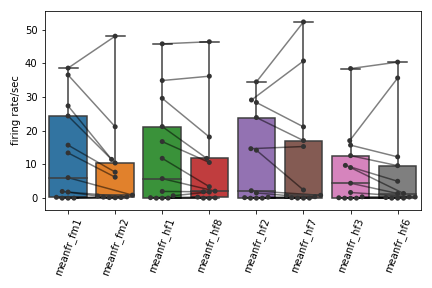 firing rate/sec
50
40
30
20
10
0
meanfr_fm1
meanfr_fm2
meanfr_hf1
meanfr_hf8
meanfr_hf2
meanfr_hf7
meanfr_hf3
meanfr_hf6